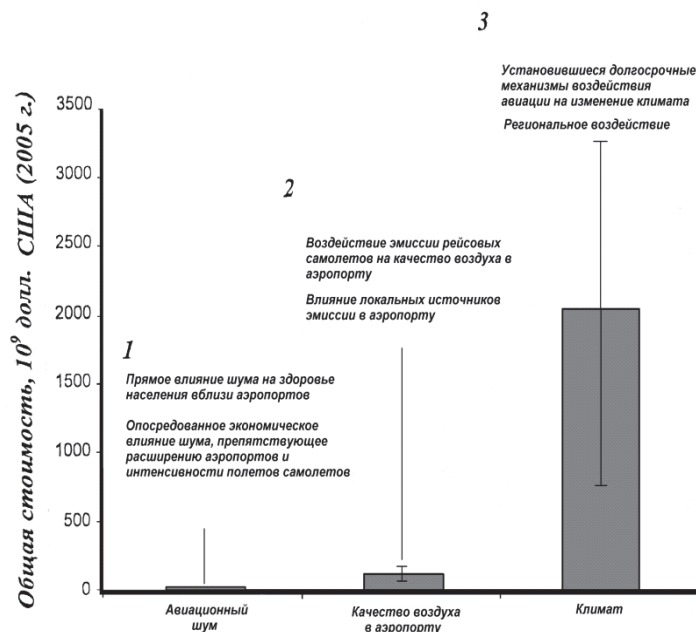 3
Установившиеся долгосрочные
механизмы воздействия
авиации на изменение климата
Региональное воздействие
2
Воздействие эмиссии рейсовых
самолетов на качество воздуха в
аэропорту
Влияние локальных источников
эмиссии в аэропорту
1
Прямое влияние шума на здоровье
населения вблизи аэропортов
Опосредованное экономическое
влияние шума, препятствующее
расширению аэропортов и
интенсивности полетов самолетов
Общая стоимость, 10⁹ долл. США (2005 г.)
3500
3000
2500
2000
1500
1000
500
0
Авиационный
шум
Качество воздуха
в аэропорту
Климат